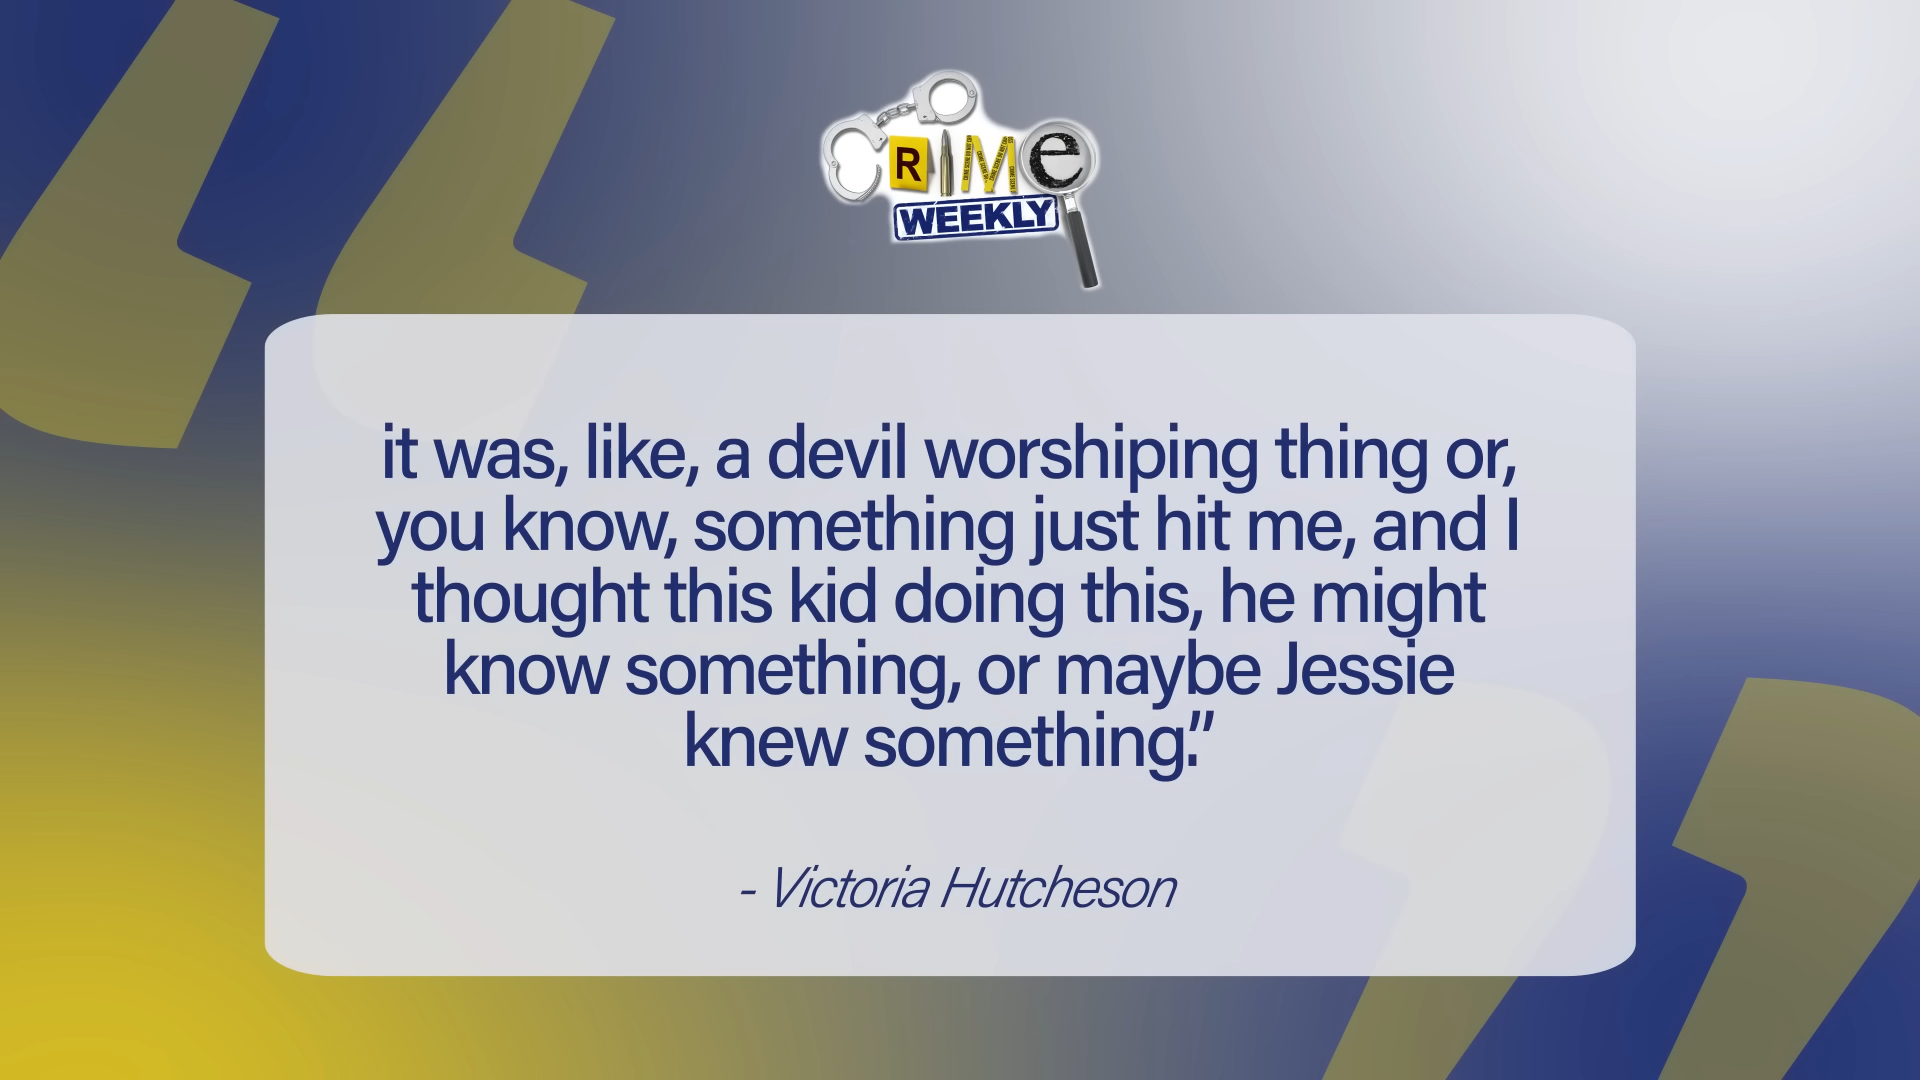 CRIMe
WEEKLY
it was, like, a devil worshiping thing or,
you know, something just hit me, and I
thought this kid doing this, he might
know something, or maybe Jessie
knew something.”
- Victoria Hutcheson